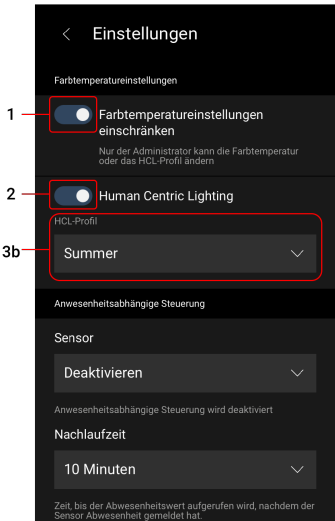 Einstellungen
Farbtemperatureinstellungen
1
Farbtemperatureinstellungen
einschränken
Nur der Administrator kann die Farbtemperatur
oder das HCL-Profil ändern
2
Human Centric Lighting
HCL-Profil
3b
Summer
Anwesenheitsabhängige Steuerung
Sensor
Deaktivieren
Anwesenheitsabhängige Steuerung wird deaktiviert
Nachlaufzeit
10 Minuten
Zeit, bis der Abwesenheitswert aufgerufen wird, nachdem der
Sensor Abwesenheit gemeldet hat.